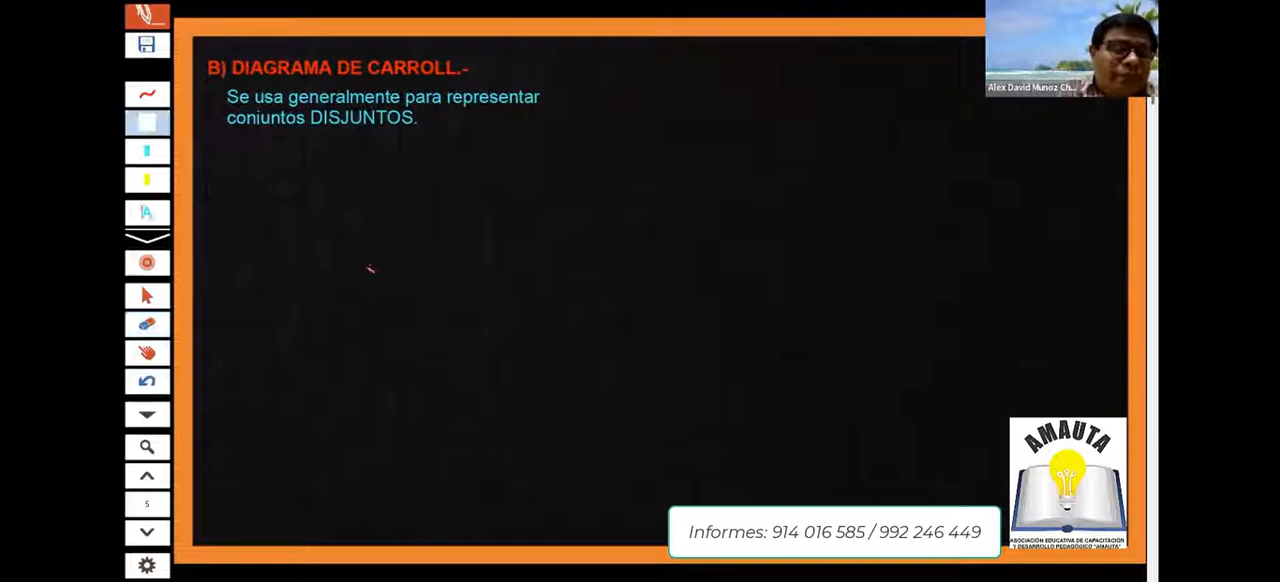 B) DIAGRAMA DE CARROLL.-
Se usa generalmente para representar
conjuntos DISJUNTOS.
Alex David Munoz Ch...
A
5
AMAUTA
ASOCIACIÓN EDUCATIVA DE CAPACITACIÓN
Y DESARROLLO PEDAGÓGICO "AMAUTA"
Informes: 914 016 585 / 992 246 449